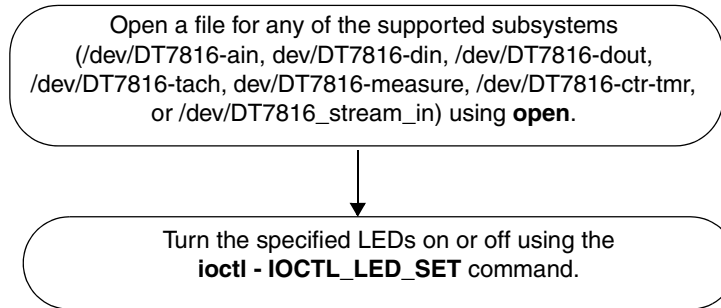 Open a file for any of the supported subsystems
(/dev/DT7816-ain, dev/DT7816-din, /dev/DT7816-dout,
/dev/DT7816-tach, dev/DT7816-measure, /dev/DT7816-ctr-tmr,
or /dev/DT7816_stream_in) using open.
Turn the specified LEDs on or off using the
ioctl - IOCTL_LED_SET command.